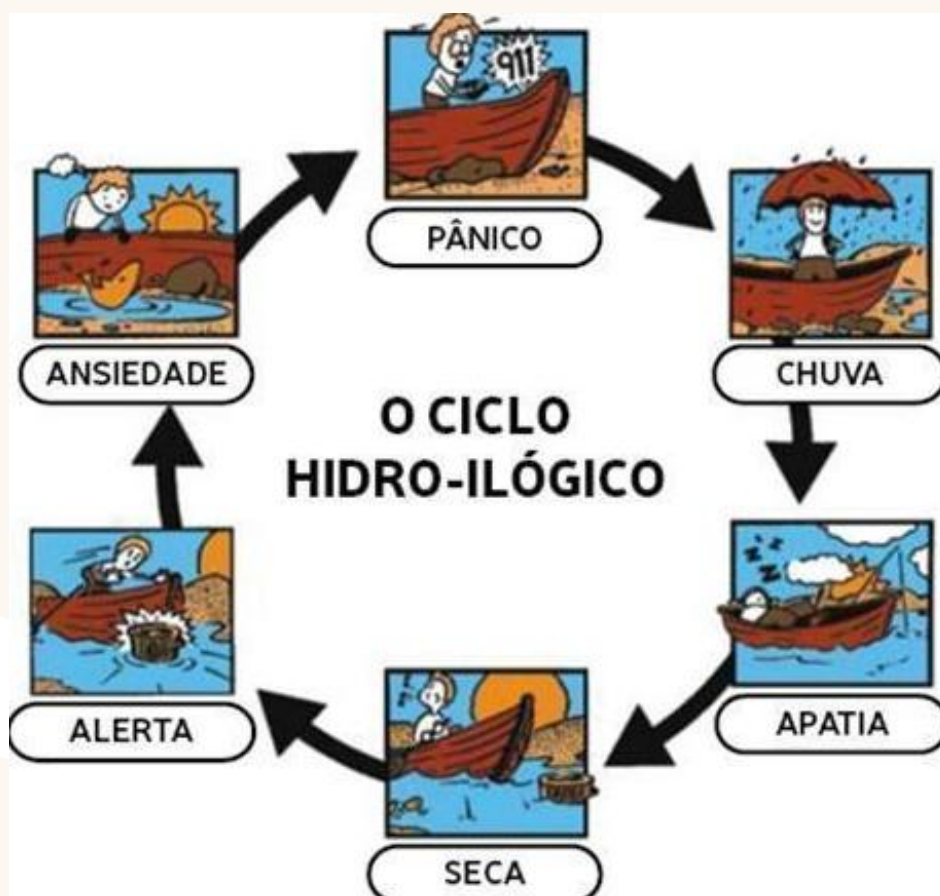 911
PÂNICO
ANSIEDADE
CHUVA
O CICLO
HIDRO-ILÓGICO
z z
z z
ALERTA
APATIA
SECA